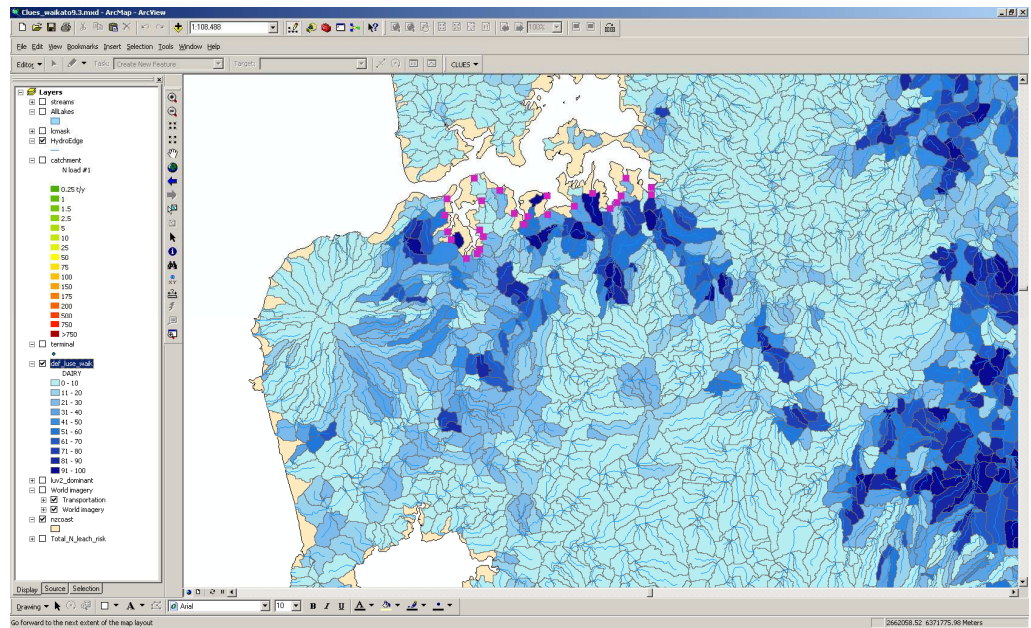 Clues_waikato9.3.mxd - ArcMap - ArcView
1:108,488
100%
File Edit View Bookmarks Insert Selection Tools Window Help
Editor Task: Create New Feature Target: CLUES
Layers
streams
AllLakes
lcmask
HydroEdge
catchment
N load #1
0.25 t/y
1
1.5
2.5
5
10
25
50
75
100
150
175
200
500
750
>750
terminal
def_luse_waik
DAIRY
0 - 10
11 - 20
21 - 30
31 - 40
41 - 50
51 - 60
61 - 70
71 - 80
81 - 90
91 - 100
luv2_dominant
World imagery
Transportation
World imagery
nzcoast
Total_N_leach_risk
Display Source Selection
Drawing A Arial 10 B I U A
Go forward to the next extent of the map layout 2662058.52 6371775.98 Meters